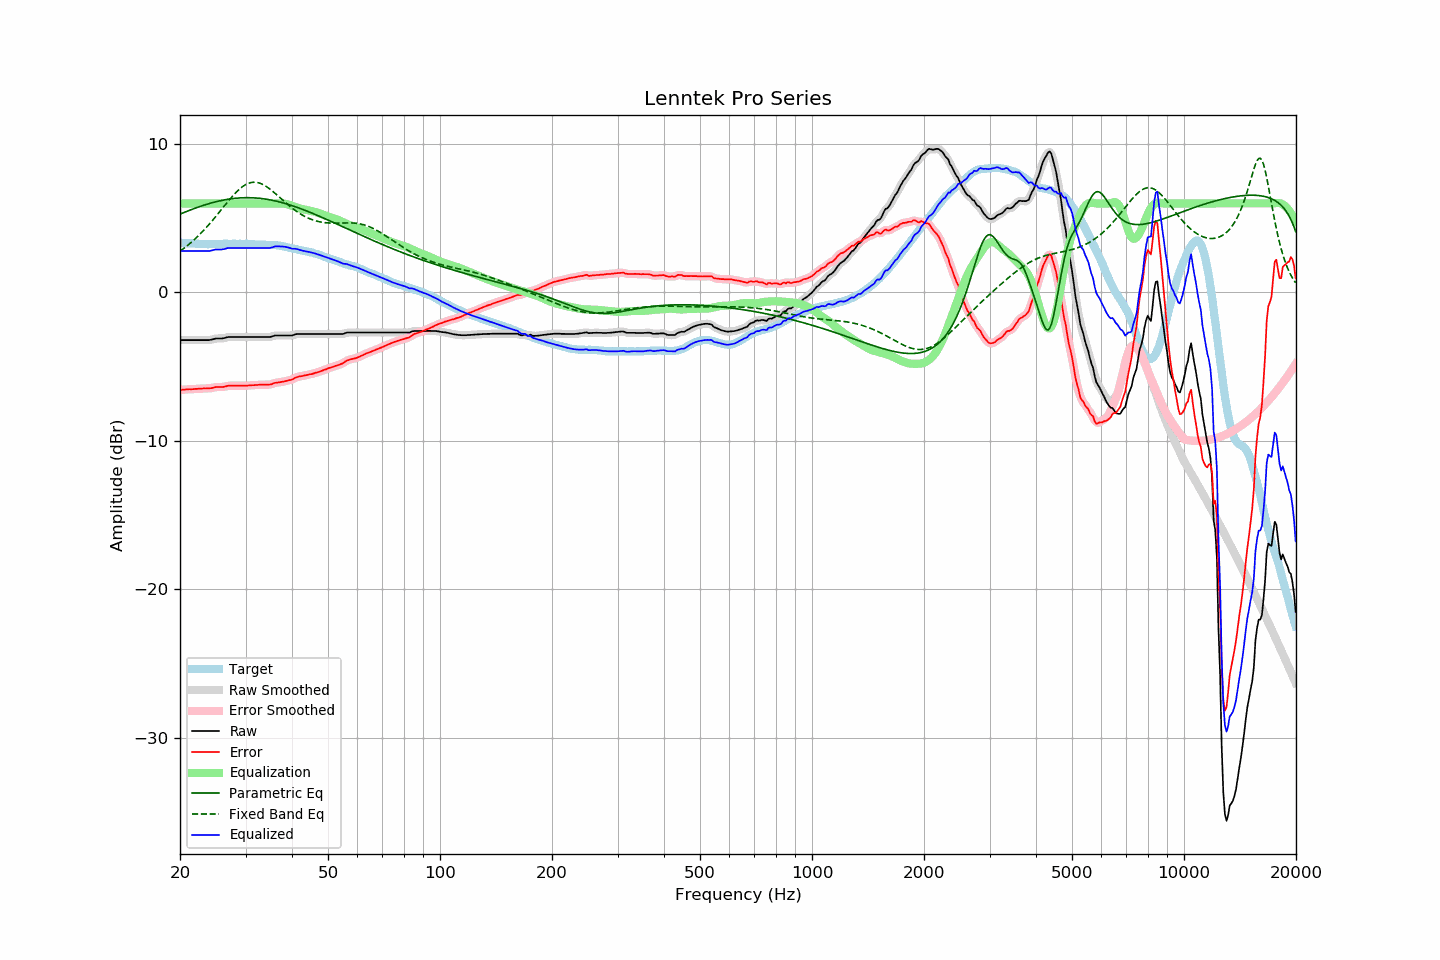 Lenntek Pro Series
10
0
−10
−20
−30
Amplitude (dBr)
Target
Raw Smoothed
Error Smoothed
Raw
Error
Equalization
Parametric Eq
Fixed Band Eq
Equalized
20 50 100 200 500 1000 2000 5000 10000 20000
Frequency (Hz)